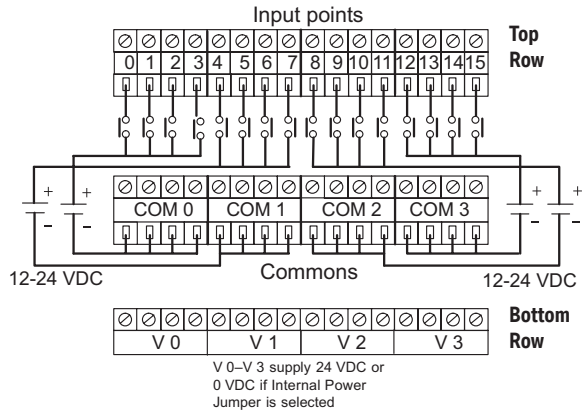 Input points
Top
Row
0 1 2 3 4 5 6 7 8 9 10 11 12 13 14 15
+ + + +
COM 0 COM 1 COM 2 COM 3
- - - -
12-24 VDC Commons 12-24 VDC
Bottom
Row
V 0 V 1 V 2 V 3
V 0–V 3 supply 24 VDC or
0 VDC if Internal Power
Jumper is selected